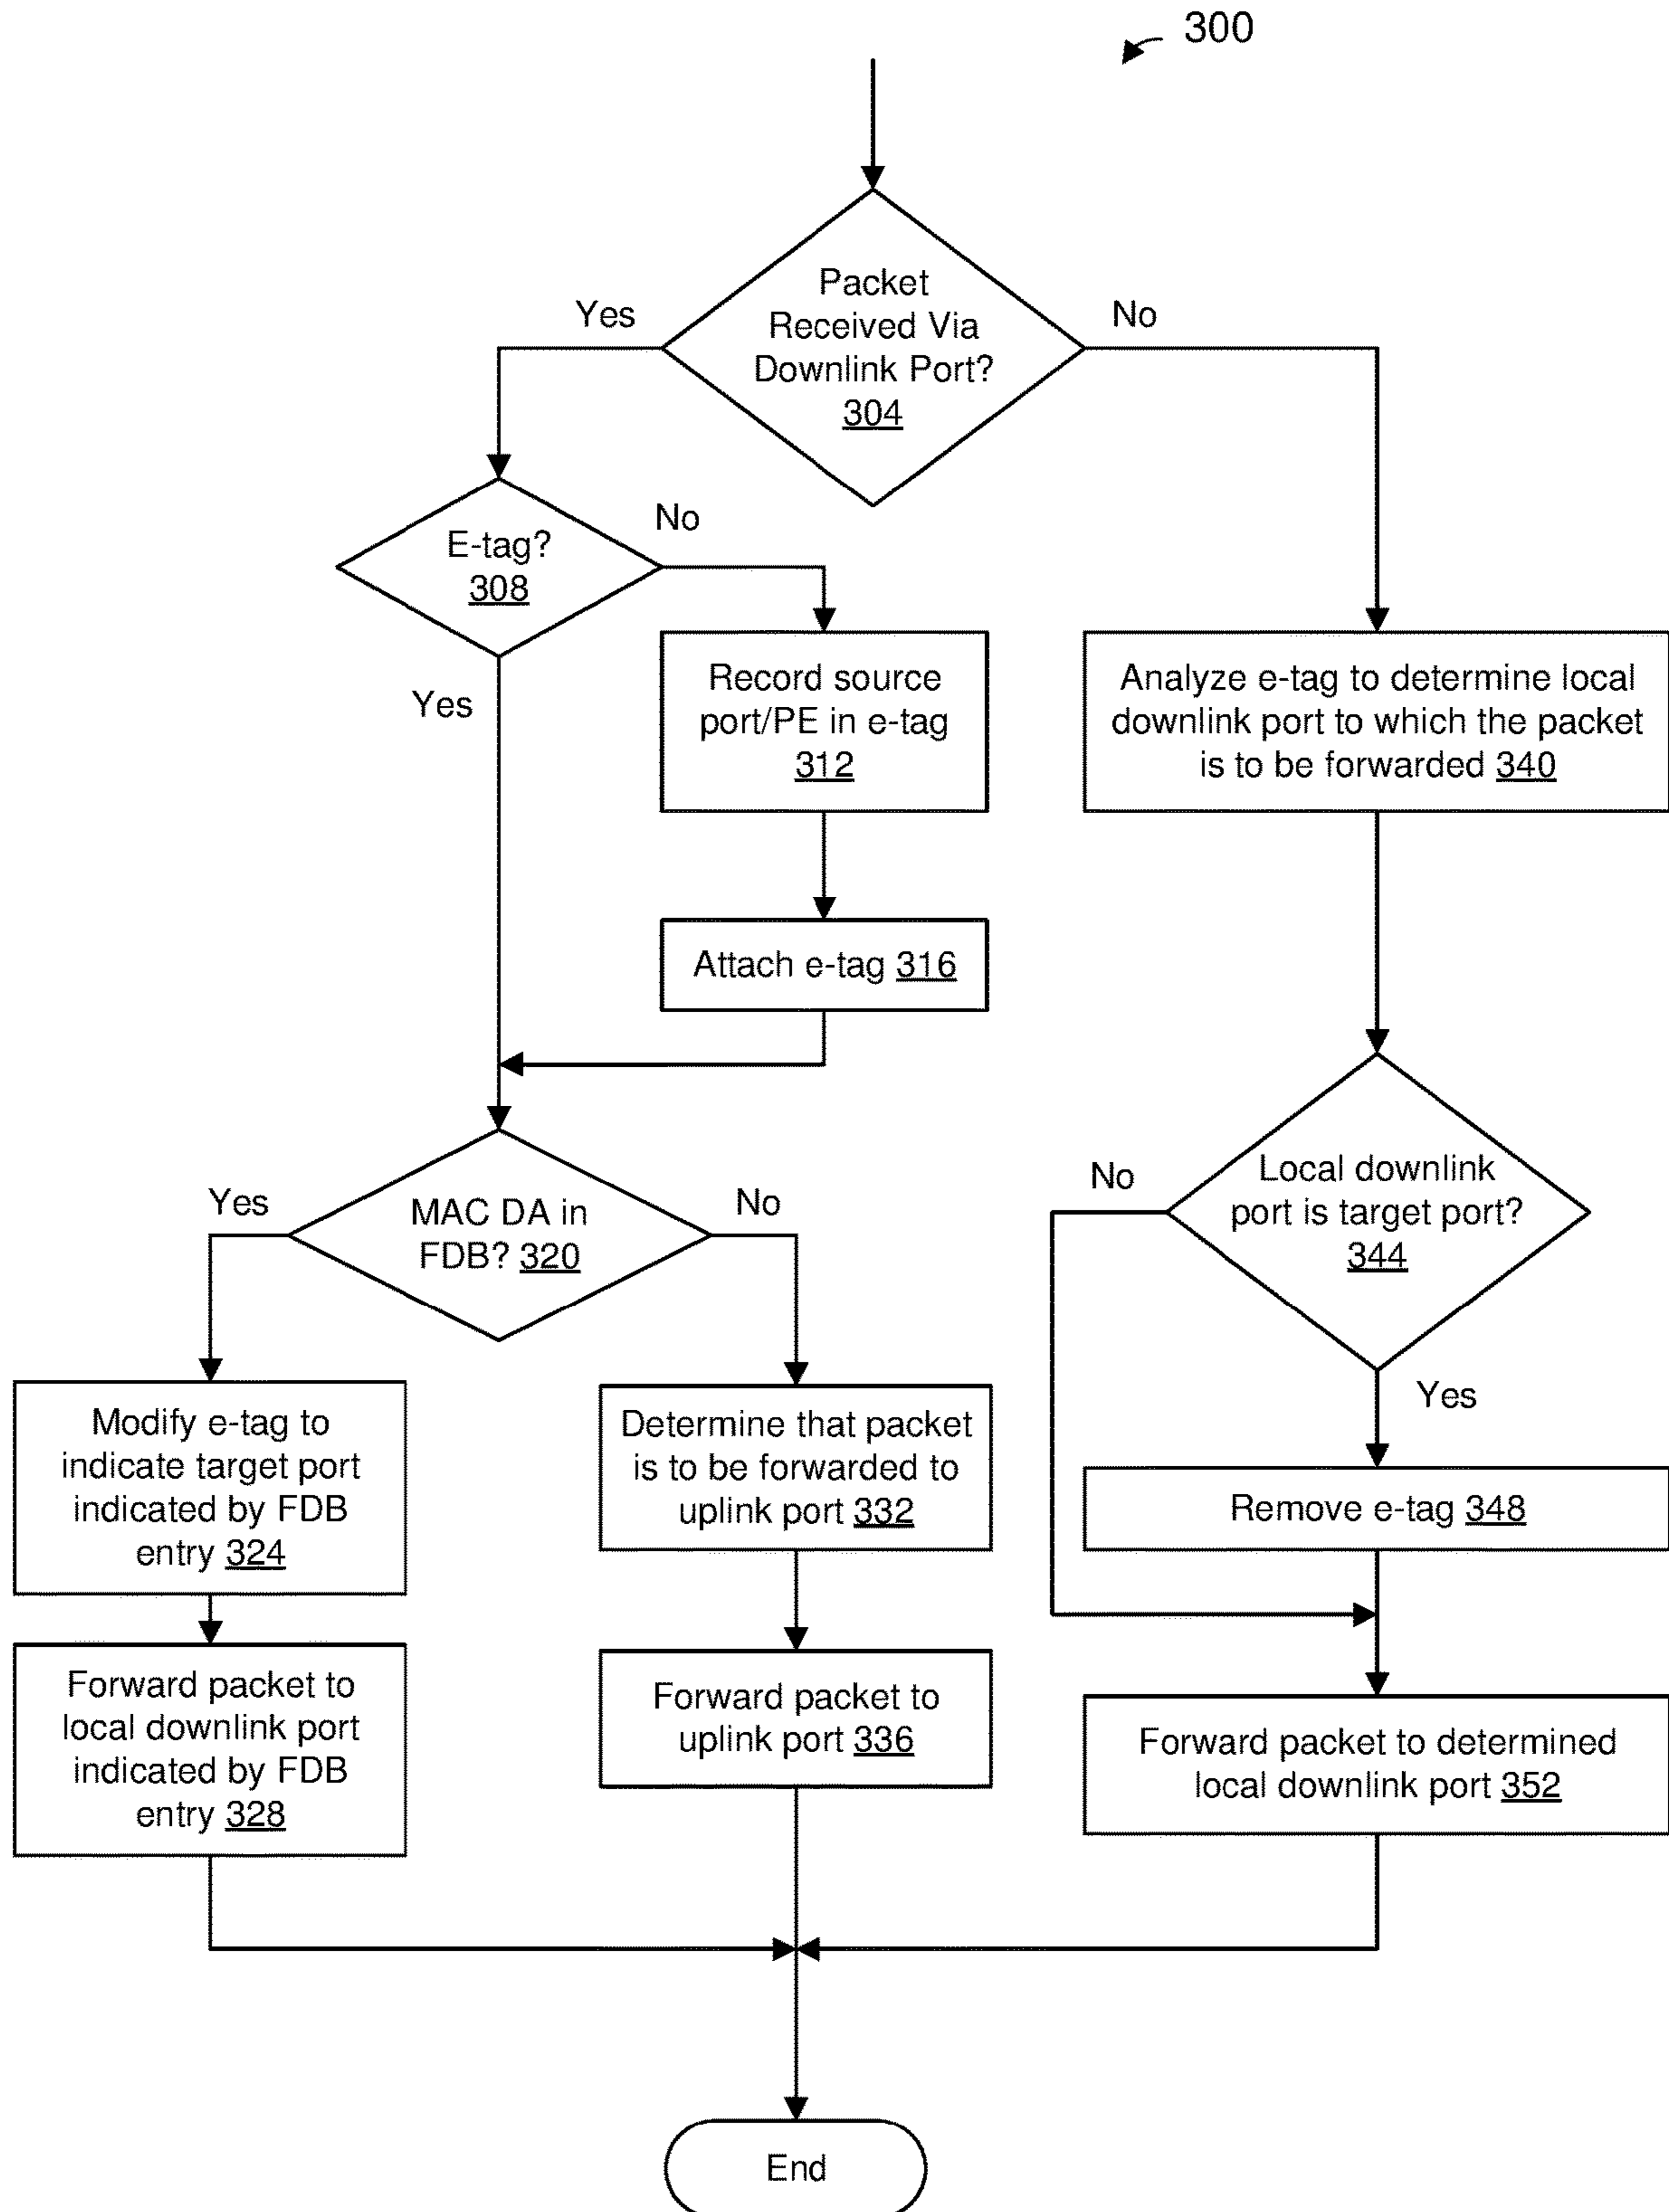 300
Packet
Received Via
Downlink Port?
304
Yes
No
E-tag?
308
No
Yes
Record source
port/PE in e-tag
312
Analyze e-tag to determine local
downlink port to which the packet
is to be forwarded 340
Attach e-tag 316
MAC DA in
FDB? 320
Yes
No
Local downlink
port is target port?
344
No
Yes
Modify e-tag to
indicate target port
indicated by FDB
entry 324
Determine that packet
is to be forwarded to
uplink port 332
Remove e-tag 348
Forward packet to
local downlink port
indicated by FDB
entry 328
Forward packet to
uplink port 336
Forward packet to determined
local downlink port 352
End